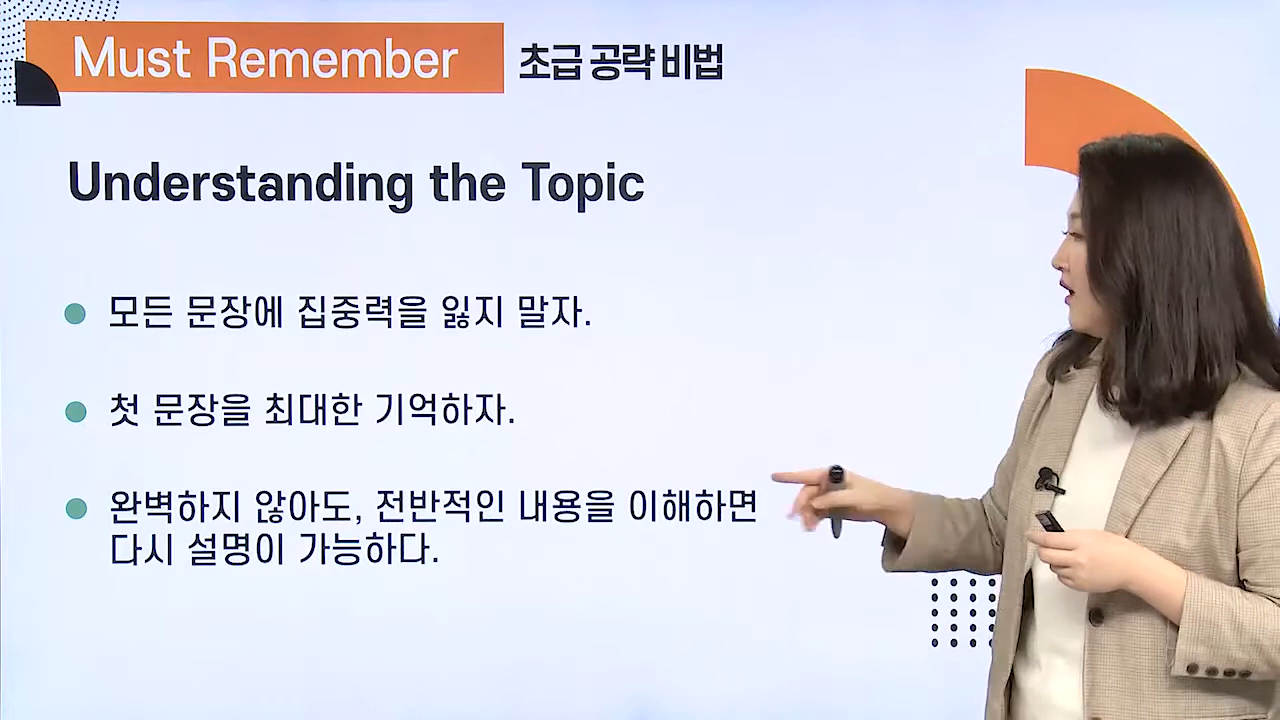 Must Remember 초급 공략 비법
Understanding the Topic
모든 문장에 집중력을 잃지 말자.
첫 문장을 최대한 기억하자.
완벽하지 않아도, 전반적인 내용을 이해하면
다시 설명이 가능하다.